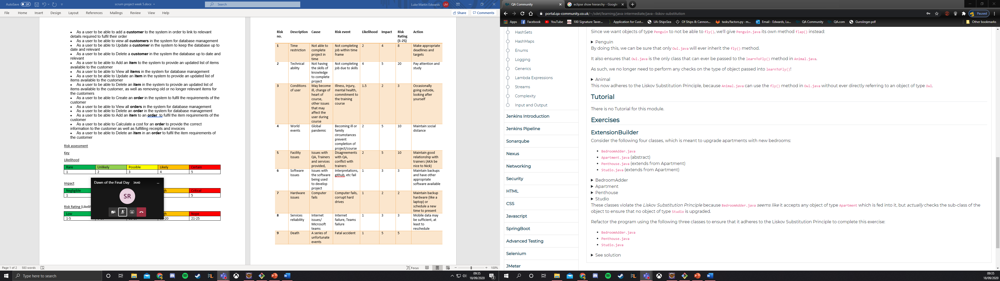 AutoSave Off
scrum project week 5.docx
Search
Luke Martin Edwards LM
File Home Insert Design Layout References Mailings Review View Help
Share Comments
As a user to be able to add a customer to the system in order to link to relevant
details required to fulfil their order
As a user to be able to view all customers in the system for database management
As a user to be able to Update a customer in the system to keep the database up to
date and relevant
As a user to be able to Delete a customer in the system the database up to date and
relevant
As a user to be able to Add an item to the system to provide an updated list of items
available to the customer
As a user to be able to View all items in the system for database management
As a user to be able to Update an item in the system to provide an updated list of
items available to the customer
As a user to be able to Delete an item in the system to provide an updated list of
items available to the customer, as well as removing old or no longer relevant items for
the customers
As a user to be able to Create an order in the system to fulfil the requirements of the
customer
As a user to be able to View all orders in the system for database management
As a user to be able to Delete an order in the system for database management
As a user to be able to Add an item to an order to fulfil the item requirements of the
customer
As a user to be able to Calculate a cost for an order to provide the correct
information to the customer as well as fulfilling receipts and invoices
As a user to be able to Delete an item in an order to fulfil the item requirements of
the customer
Risk assessment
Key
Likelihood
Rare Unlikely Possible Likely Certain
1 2 3 4 5
Impact
Negligible gh Critical
1 5
Risk Rating (Likelih
Low gh Nope
1-5 -20 21-25
Dawn of the Final Day 34:40
SR
Risk Description Cause Risk event Likelihood Impact Risk Action
no. Rating
(1-25)
1 Time Not able to Not completing 2 4 8 Make appropriate
restriction complete job within time deadlines and
project in frame targets
time
2 Technical Not having Not completing 4 5 20 Pay attention and
ability the skills of job due to skills study
knowledge
to complete
project
3 Conditions May become Illness, Injury, 1.5 2 3 Occasionally
of user ill, change of mental health, going outside,
heart of commitment to looking after
course, the training yourself
other issues course
that may
affect the
user during
course
4 World Global Becoming ill or 2 5 10 Maintain social
events pandemic family distance
circumstances
prevent
completion of
project/course
5 Facility Issues with Disagreements 2 5 10 Maintain good
Issues QA, Trainers with QA, relationship with
and services conflict with trainers (AKA be
provided, trainers nice to Nick)
6 Software Issues with Interpretations, 1 3 3 Maintain backups
Issues the software github, etc fail and have other
being used appropriate
to develop software available
project
7 Hardware Computer Computer fails, 1 2 2 Maintain backup
issues fails corrupt hard hardware (like a
drives laptop) or
schedule a new
time to present
8 Services Internet Internet 1 3 3 Mobile data may
reliability issues/ failure, Teams be sufficient, at
Microsoft failure least to
teams reschedule
9 Death A series of Fatal accident 1 5 5
unfortunate
events
Page 1 of 2 583 words
Focus 100%
Type here to search
09:35
18/09/2020
2
QA Community
eclipse show hierarchy - Google
portal.qa-community.co.uk/~/sdet/learning/java-intermediate/java--liskov-substitution
Paused
Apps Facebook YouTube 100 Signature Taver... Application for Cust... UA-ShipsSea Of Ships & Cannon... tasks/factors.py · m... Email - Edwards, Lu... QA Community QA.com Gunslinger.pdf Other bookmarks
HashSets
HashMaps
Enums
Logging
Generics
Lambda Expressions
Streams
Complexity
Input and Output
Jenkins Introduction
Jenkins Pipeline
Sonarqube
Nexus
Networking
Security
HTML
CSS
Javascript
SpringBoot
Advanced Testing
Selenium
JMeter
Since we want objects of type Penguin to not be able to fly(), we'll give Penguin.java its own method flap() instead:
Penguin
By doing this, we can be sure that only Owl.java will ever inherit the fly() method.
It also ensures that Owl.java is the only class that can ever be passed to the learnToFly() method in Animal.java.
As such, we no longer need to perform any checks on the type of object passed into learnToFly()!
Animal
This now adheres to the Liskov Substitution Principle, because Animal.java can use the fly() method in Owl.java without ever directly referring to an object of type Owl.
Tutorial
There is no Tutorial for this module.
Exercises
ExtensionBuilder
Consider the following four classes, which is meant to upgrade apartments with new bedrooms:
BedroomAdder.java
Apartment.java (abstract)
Penthouse.java (extends from Apartment)
Studio.java (extends from Apartment)
BedroomAdder
Apartment
Penthouse
Studio
These classes violate the Liskov Substitution Principle because BedroomAdder.java seems like it accepts any object of type Apartment which is fed into it, but actually checks the sub-class of the
object to ensure that no object of type Studio is upgraded.
Refactor the program using the following three classes to ensure that it adheres to the Liskov Substitution Principle to complete this exercise:
BedroomAdder.java
Penthouse.java
Studio.java
See solution
09:35
18/09/2020